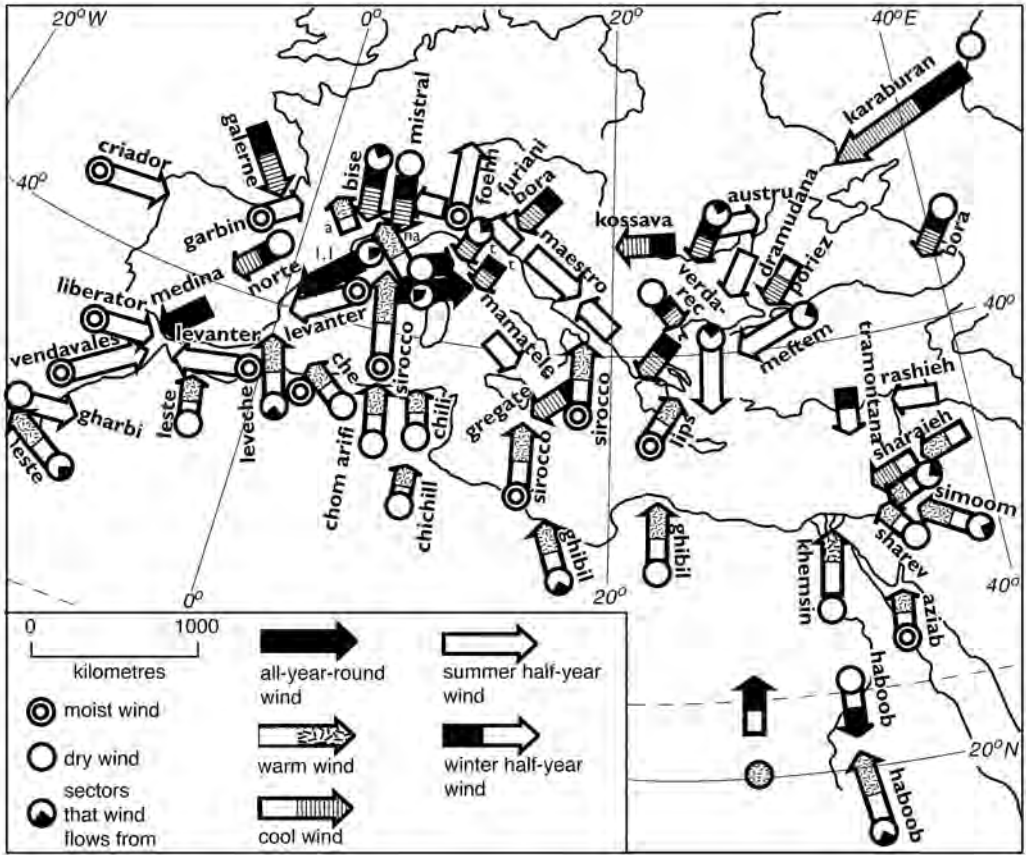 20°W
0°
20°
40°E
karaburan
mistral
galerne
criador
bise
foehn
furiani
bora
40°
austru
dramudana
kossava
garbin
a
na
bora
l, l
poriez
norte
medina
maestro
verda-
rec
t
t
liberator
40°
levanter
levanter
mamatele
meftem
vendavales
sirocco
tramontana
rashieh
che
leste
gharbi
gregate
sirocco
chili
lips
leveche
sharaieh
leste
chom arifi
sirocco
simoom
chichill
ghibil
ghibil
sharev
khemsin
40°
0°
20°
aziab
haboob
20°N
haboob
0
1000
kilometres
moist wind
dry wind
sectors
that wind
flows from
all-year-round
wind
warm wind
cool wind
summer half-year
wind
winter half-year
wind